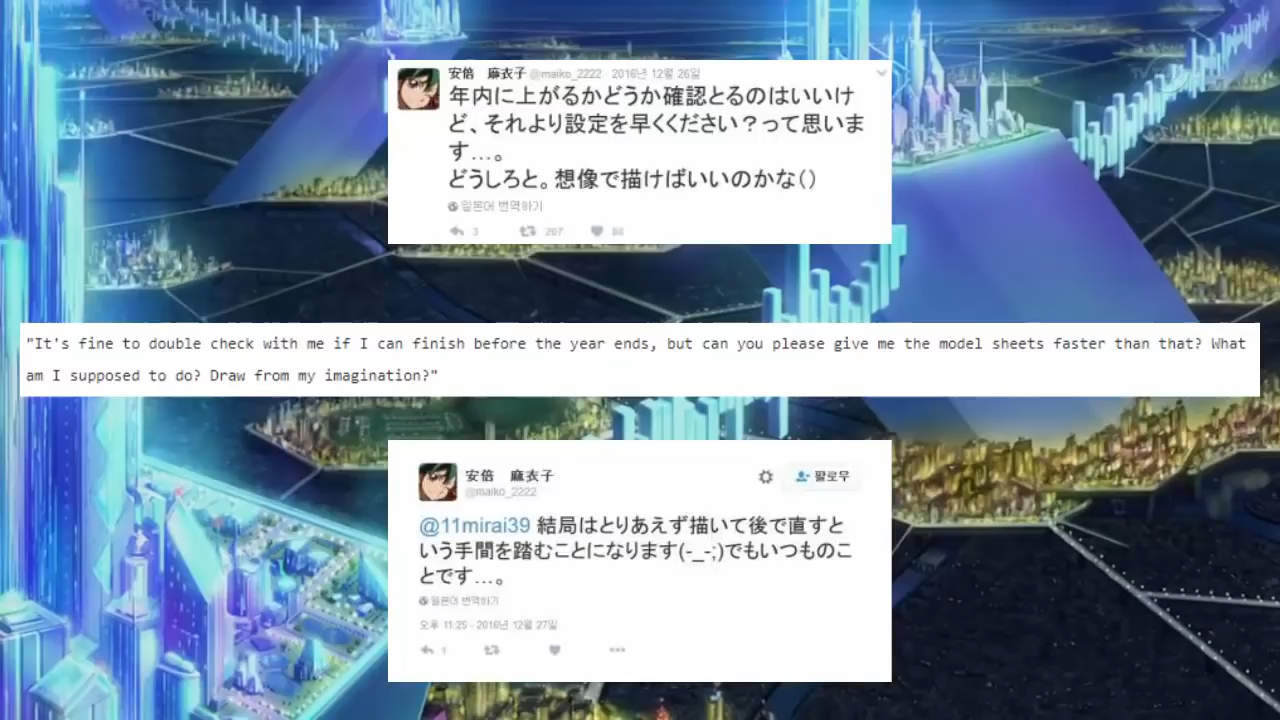 安倍　麻衣子 @maiko_2222 · 2016년 12월 26일
年内に上がるかどうか確認とるのはいいけ
ど、それより設定を早くください？って思いま
す…。
どうしろと。想像で描けばいいのかな()
일본어 번역하기
3 207
"It's fine to double check with me if I can finish before the year ends, but can you please give me the model sheets faster than that? What
am I supposed to do? Draw from my imagination?"
安倍　麻衣子
@maiko_2222
팔로우
@11mirai39 結局はとりあえず描いて後で直すと
いう手間を踏むことになります(-_-;)でもいつものこ
とです…。
일본어 번역하기
오후 11:25 - 2016년 12월 27일
1